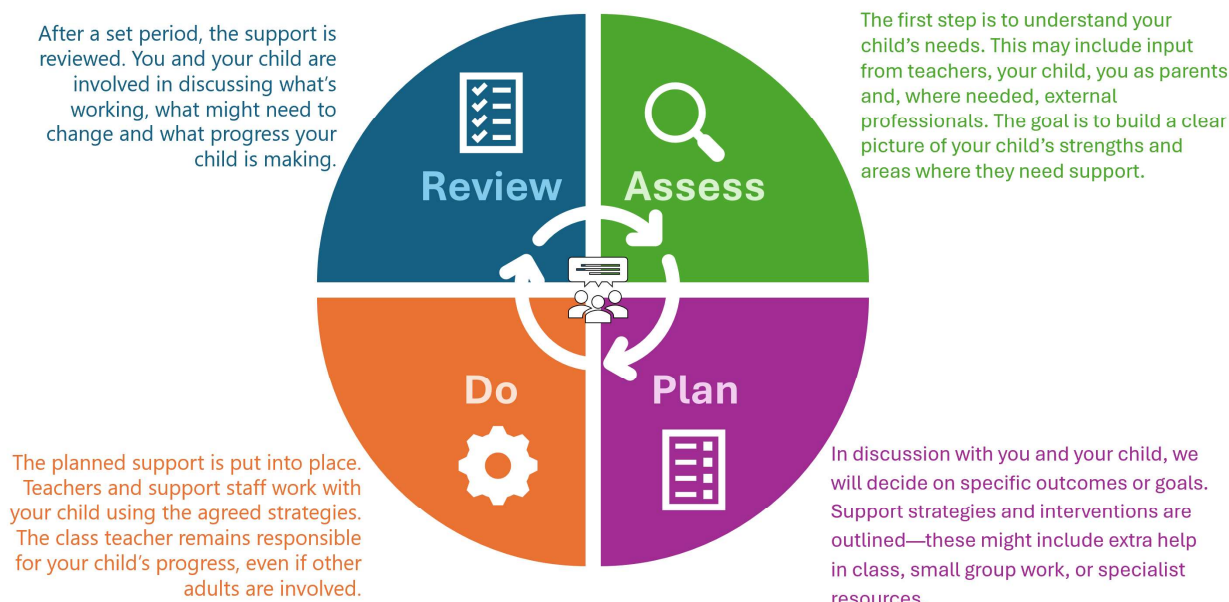 After a set period, the support is
reviewed. You and your child are
involved in discussing what's
working, what might need to
change and what progress your
child is making.
The first step is to understand your
child's needs. This may include input
from teachers, your child, you as parents
and, where needed, external
professionals. The goal is to build a clear
picture of your child's strengths and
areas where they need support.
Review
Assess
Do
Plan
The planned support is put into place.
Teachers and support staff work with
your child using the agreed strategies.
The class teacher remains responsible
for your child's progress, even if other
adults are involved.
In discussion with you and your child, we
will decide on specific outcomes or goals.
Support strategies and interventions are
outlined—these might include extra help
in class, small group work, or specialist
resources